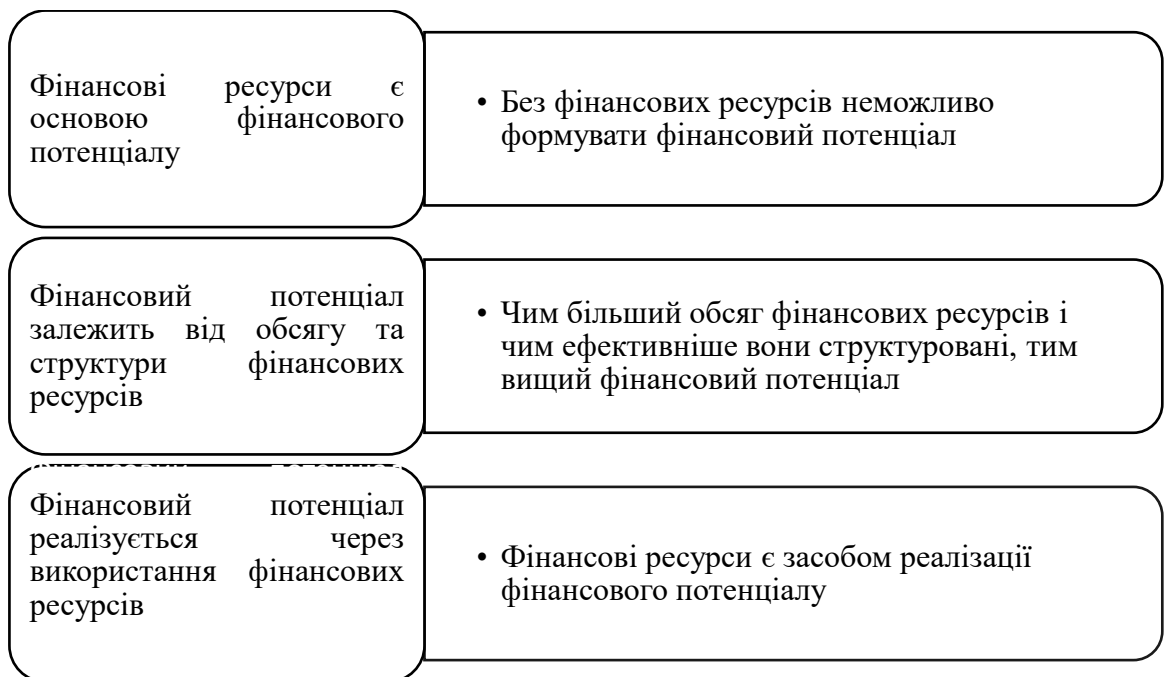 Фінансові ресурси є
основою фінансового
потенціалу
• Без фінансових ресурсів неможливо
формувати фінансовий потенціал
Фінансовий потенціал
залежить від обсягу та
структури фінансових
ресурсів
• Чим більший обсяг фінансових ресурсів і
чим ефективніше вони структуровані, тим
вищий фінансовий потенціал
Фінансовий потенціал
реалізується через
використання фінансових
ресурсів
• Фінансові ресурси є засобом реалізації
фінансового потенціалу